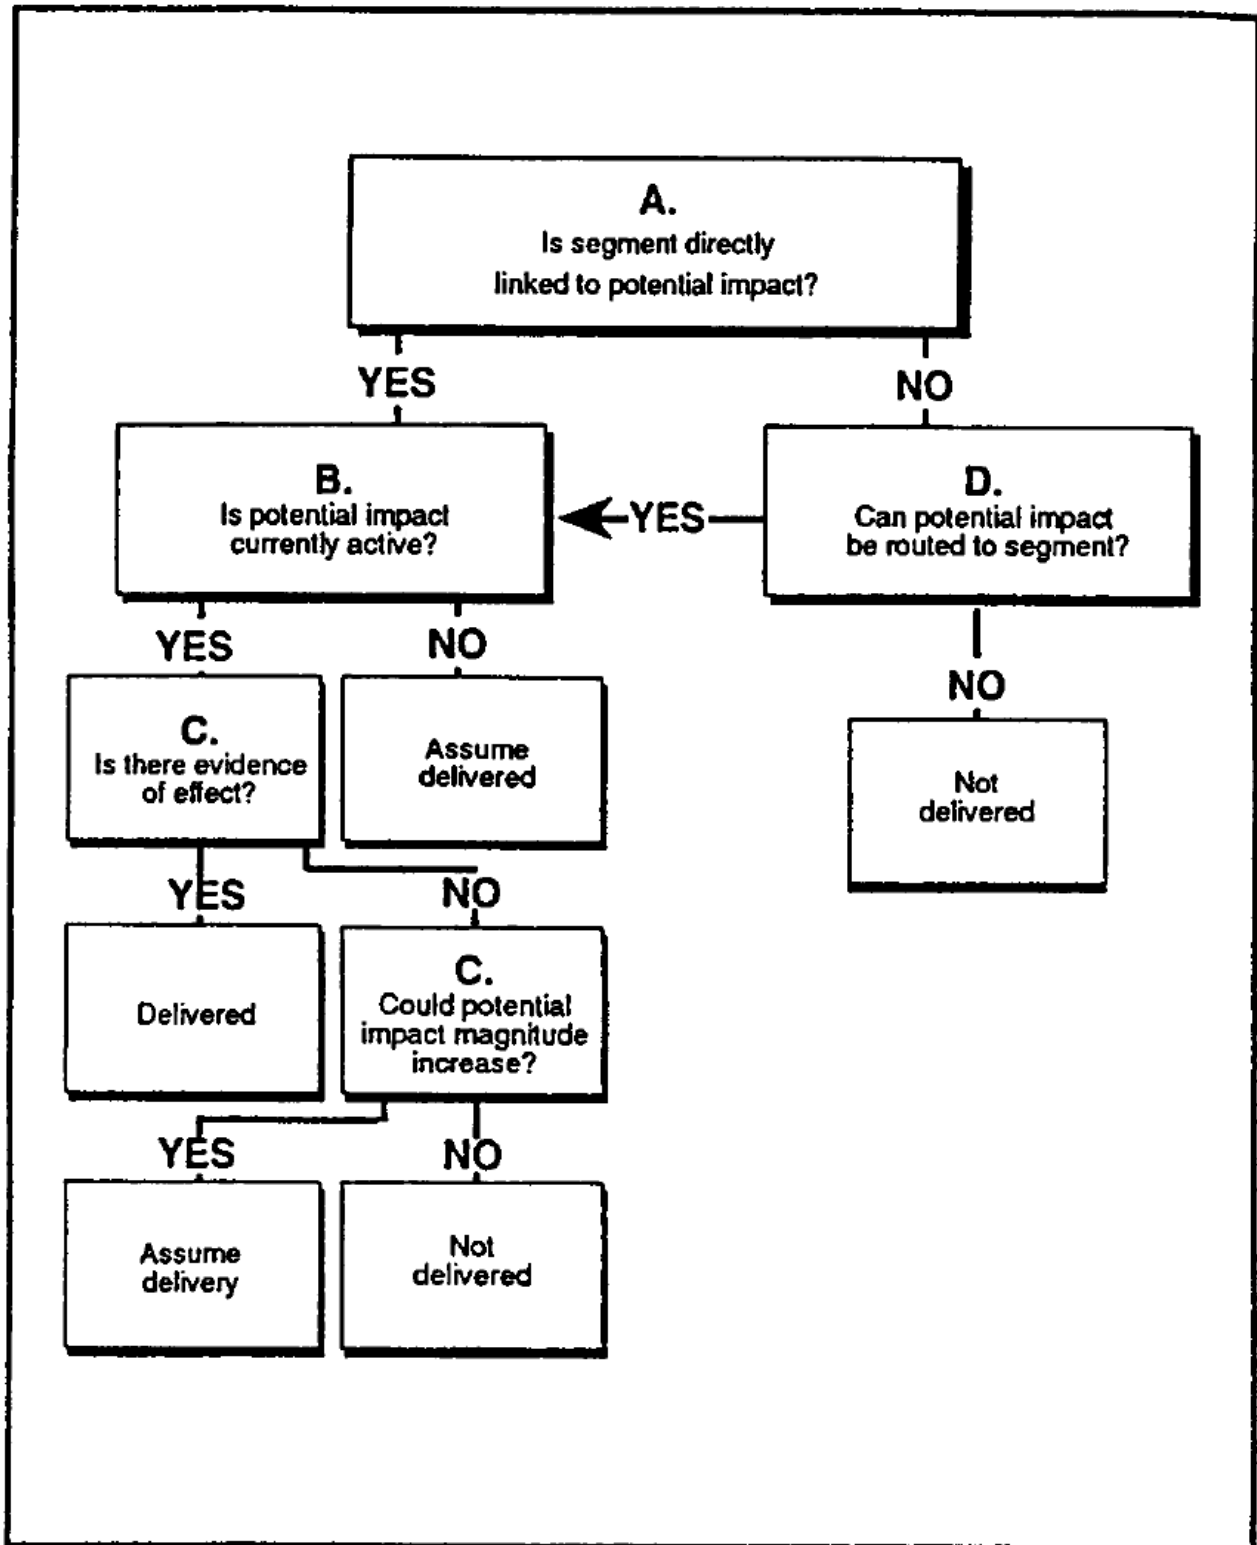 A.
Is segment directly
linked to potential impact?
YES
NO
B.
Is potential impact
currently active?
YES
D.
Can potential impact
be routed to segment?
YES
NO
NO
C.
Is there evidence
of effect?
Assume
delivered
Not
delivered
YES
NO
Delivered
C.
Could potential
impact magnitude
increase?
YES
NO
Assume
delivery
Not
delivered